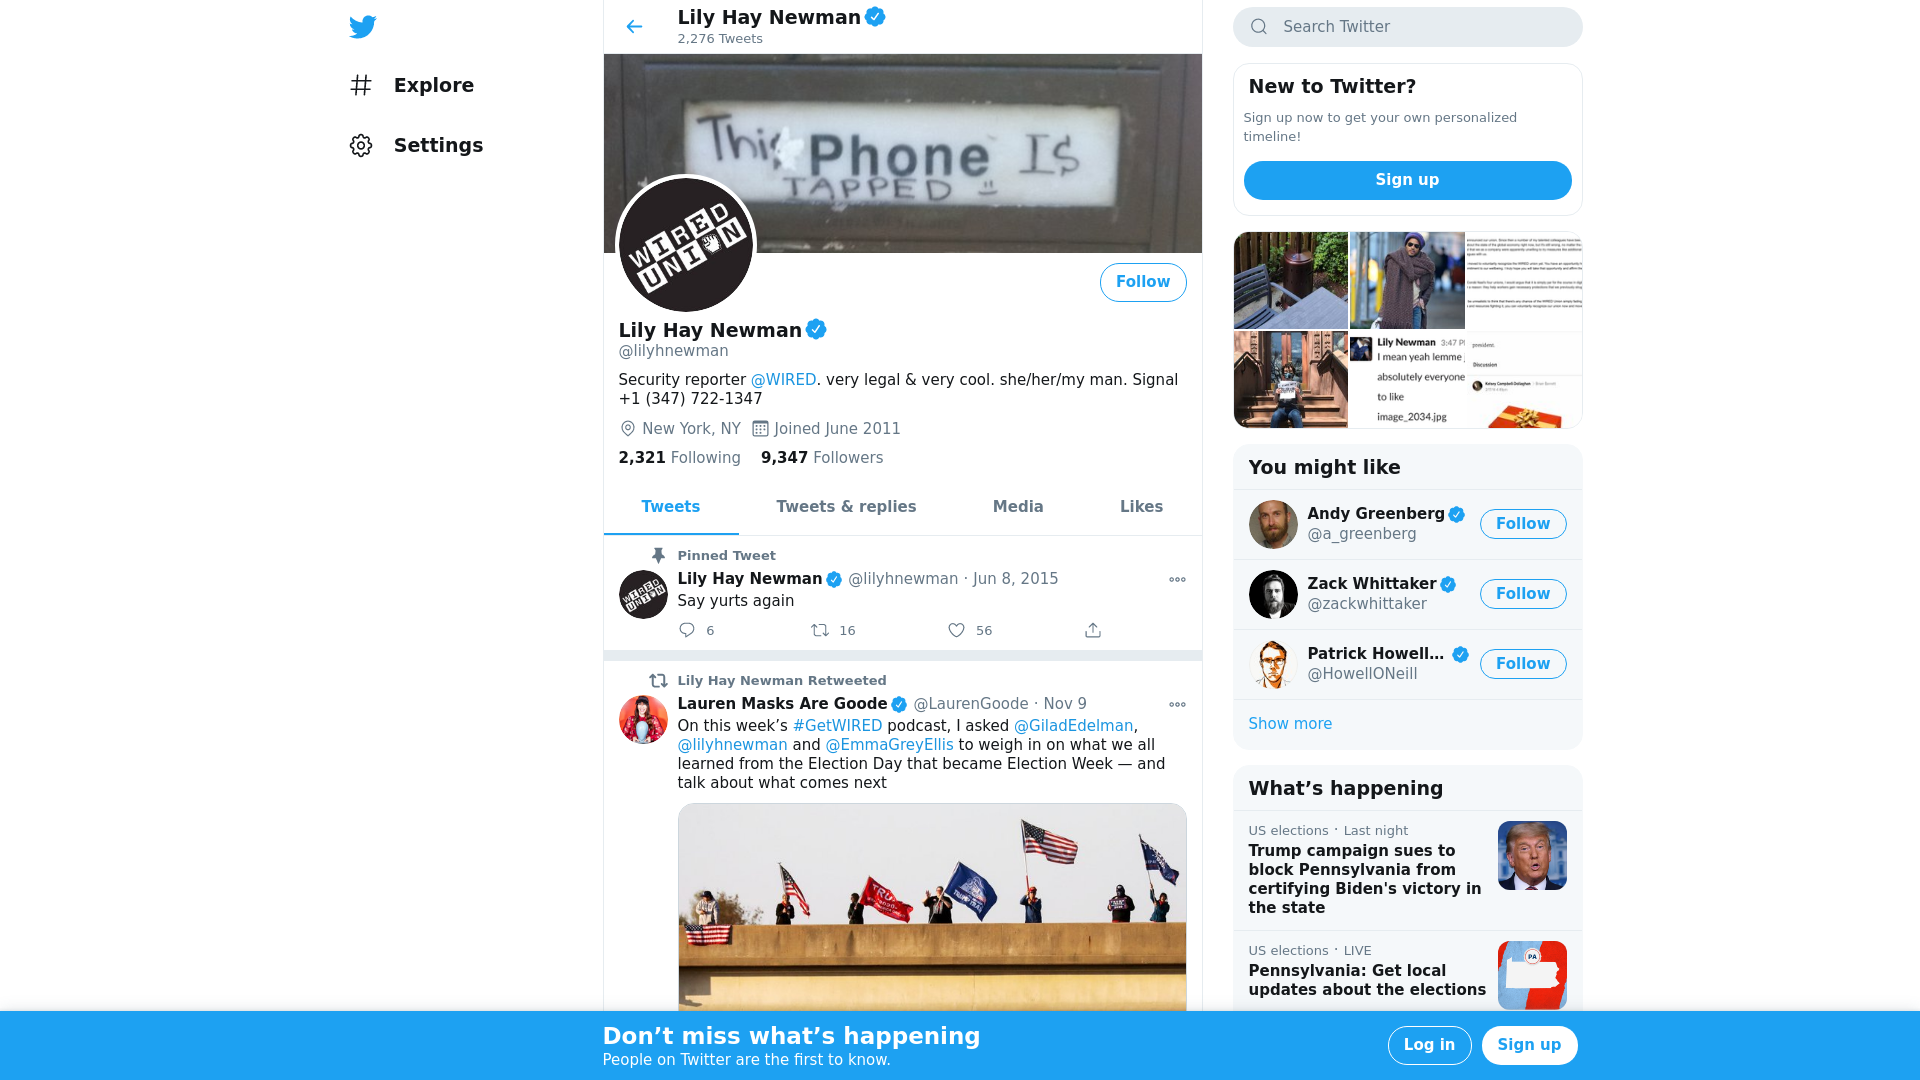 Explore
Settings
Lily Hay Newman
2,276 Tweets
This Phone IS
TAPPED
WIRED
UNION
Follow
Lily Hay Newman
@lilyhnewman
Security reporter @WIRED. very legal & very cool. she/her/my man. Signal
+1 (347) 722-1347
New York, NY Joined June 2011
2,321 Following 9,347 Followers
Tweets Tweets & replies Media Likes
Pinned Tweet
Lily Hay Newman @lilyhnewman · Jun 8, 2015
WIRED
UNION
Say yurts again
6 16 56
Lily Hay Newman Retweeted
Lauren Masks Are Goode @LaurenGoode · Nov 9
On this week’s #GetWIRED podcast, I asked @GiladEdelman,
@lilyhnewman and @EmmaGreyEllis to weigh in on what we all
learned from the Election Day that became Election Week — and
talk about what comes next
Search Twitter
New to Twitter?
Sign up now to get your own personalized
timeline!
Sign up
Lily Newman 3:47
I mean yeah lemme
absolutely everyone
to like
image_2034.jpg
president.
Discussion
You might like
Andy Greenberg
@a_greenberg
Follow
Zack Whittaker
@zackwhittaker
Follow
Patrick Howell...
@HowellONeill
Follow
Show more
What’s happening
US elections · Last night
Trump campaign sues to
block Pennsylvania from
certifying Biden's victory in
the state
US elections · LIVE
Pennsylvania: Get local
updates about the elections
PA
Don’t miss what’s happening
People on Twitter are the first to know.
Log in
Sign up